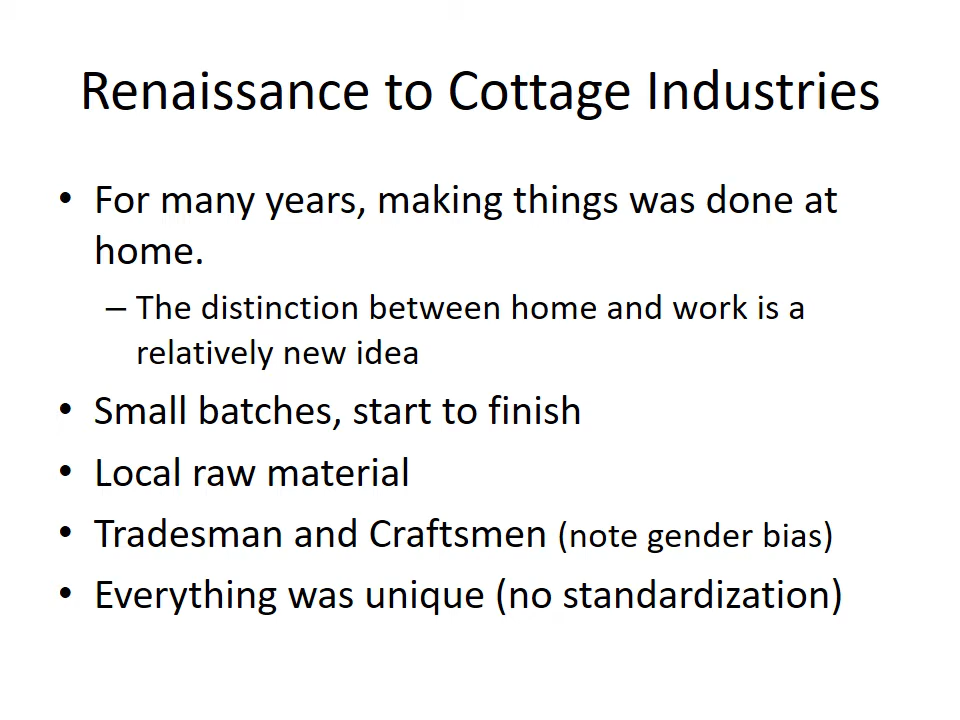 Renaissance to Cottage Industries
• For many years, making things was done at
home.
– The distinction between home and work is a
relatively new idea
• Small batches, start to finish
• Local raw material
• Tradesman and Craftsmen (note gender bias)
• Everything was unique (no standardization)